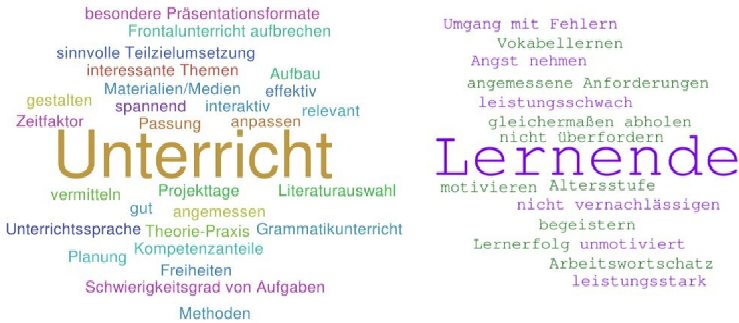 besondere Präsentationsformate
Frontalunterricht aufbrechen
sinnvolle Teilzielumsetzung
interessante Themen
Aufbau
Materialien/Medien
effektiv
gestalten
spannend
interaktiv
relevant
Zeitfaktor
Passung
anpassen
Unterricht
vermitteln
Projekttage
Literaturauswahl
gut
angemessen
Unterrichtssprache
Theorie-Praxis
Grammatikunterricht
Kompetenzanteile
Planung
Freiheiten
Schwierigkeitsgrad von Aufgaben
Methoden
Umgang mit Fehlern
Vokabellernen
Angst nehmen
angemessene Anforderungen
leistungsschwach
gleichermaßen abholen
nicht überfordern
Lernende
motivieren
Altersstufe
nicht vernachlässigen
begeistern
Lernerfolg
unmotiviert
Arbeitswortschatz
leistungsstark